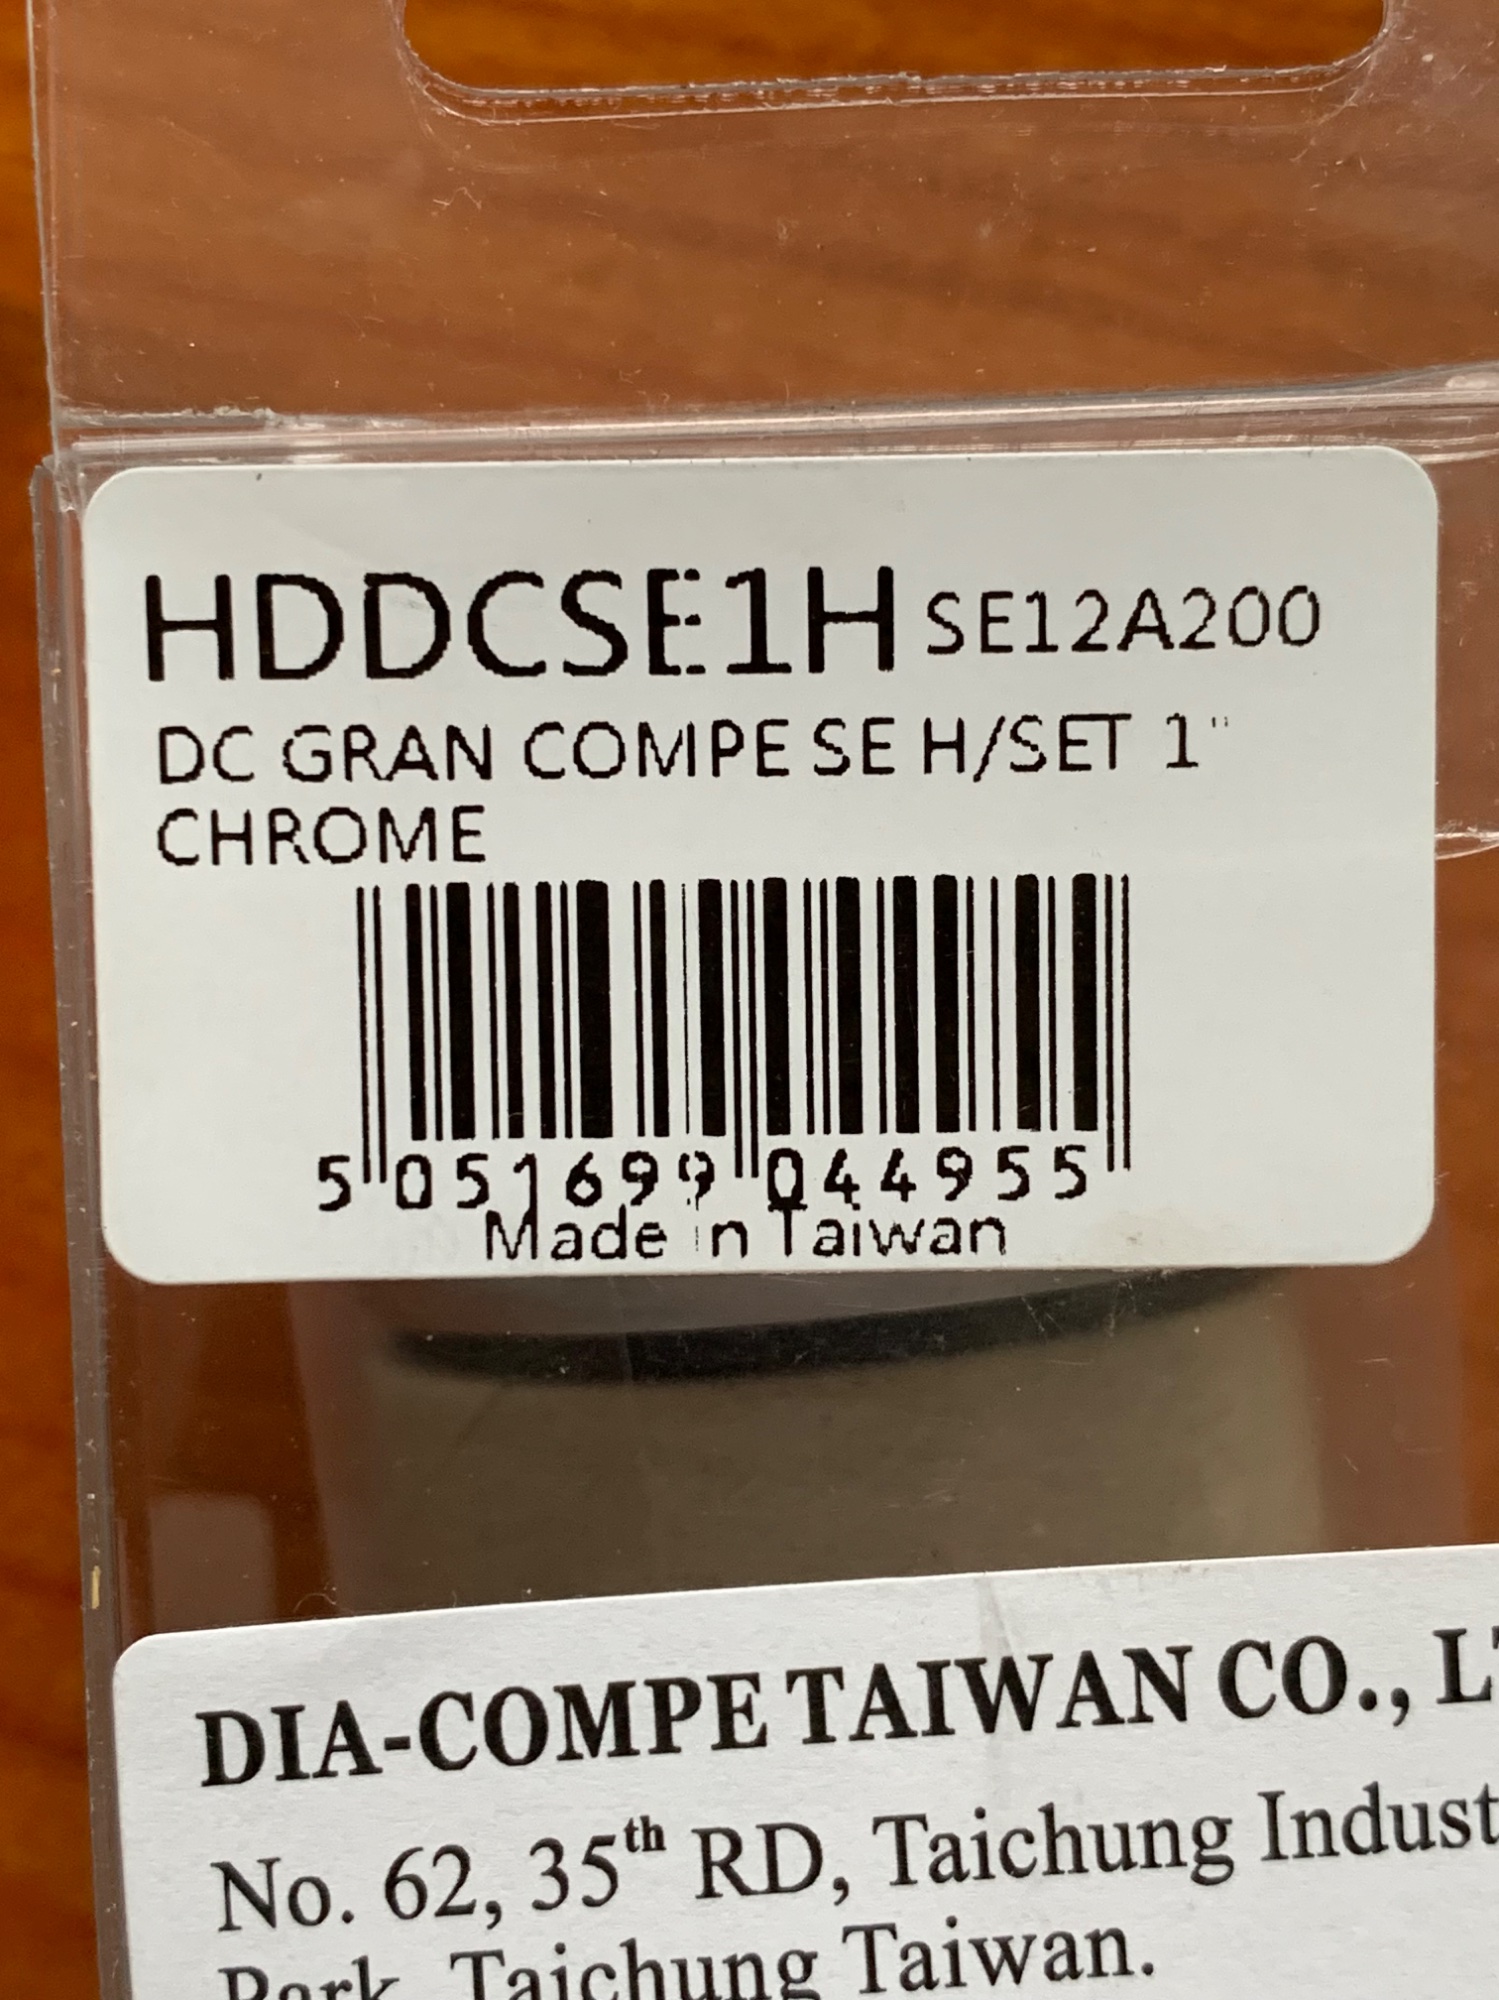 HDDCSE1H SE12A200
DC GRAN COMPE SE H/SET 1"
CHROME
5 051699 044955
Made in Taiwan
DIA-COMPE TAIWAN CO., LT
No. 62, 35th RD, Taichung Indust
Park, Taichung Taiwan.